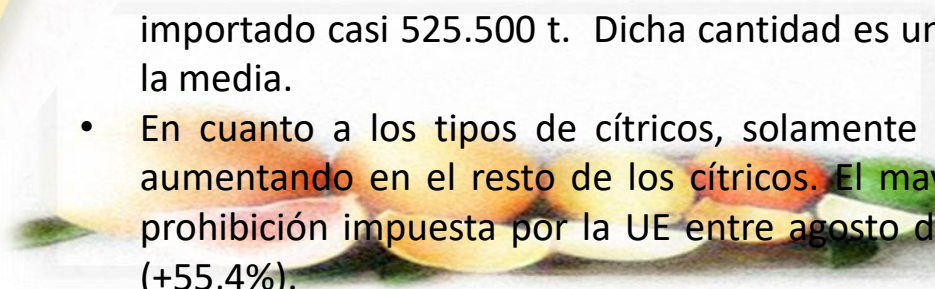 importado casi 525.500 t. Dicha cantidad es un
la media.
• En cuanto a los tipos de cítricos, solamente
aumentando en el resto de los cítricos. El may
prohibición impuesta por la UE entre agosto d
(+55.4%).